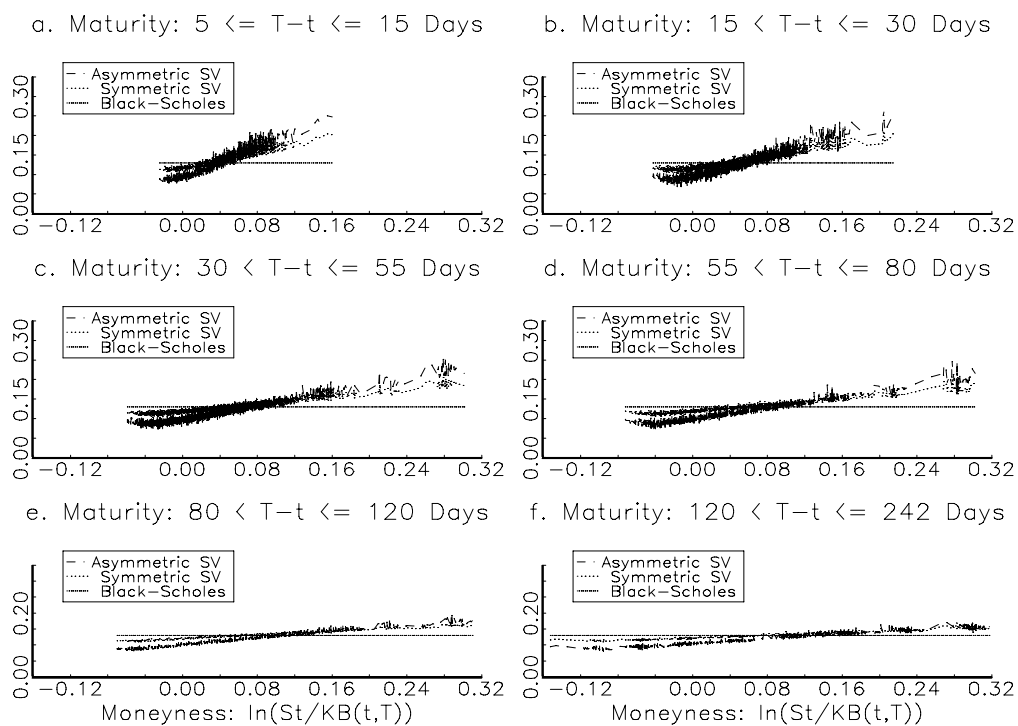 a. Maturity: 5 <= T-t <= 15 Days
Asymmetric SV
Symmetric SV
Black-Scholes
0.00 0.15 0.30
-0.12 0.00 0.08 0.16 0.24 0.32
b. Maturity: 15 < T-t <= 30 Days
Asymmetric SV
Symmetric SV
Black-Scholes
0.00 0.15 0.30
-0.12 0.00 0.08 0.16 0.24 0.32
c. Maturity: 30 < T-t <= 55 Days
Asymmetric SV
Symmetric SV
Black-Scholes
0.00 0.15 0.30
-0.12 0.00 0.08 0.16 0.24 0.32
d. Maturity: 55 < T-t <= 80 Days
Asymmetric SV
Symmetric SV
Black-Scholes
0.00 0.15 0.30
-0.12 0.00 0.08 0.16 0.24 0.32
e. Maturity: 80 < T-t <= 120 Days
Asymmetric SV
Symmetric SV
Black-Scholes
0.00 0.20
-0.12 0.00 0.08 0.16 0.24 0.32
Moneyness: ln(St/KB(t,T))
f. Maturity: 120 < T-t <= 242 Days
Asymmetric SV
Symmetric SV
Black-Scholes
0.00 0.20
-0.12 0.00 0.08 0.16 0.24 0.32
Moneyness: ln(St/KB(t,T))